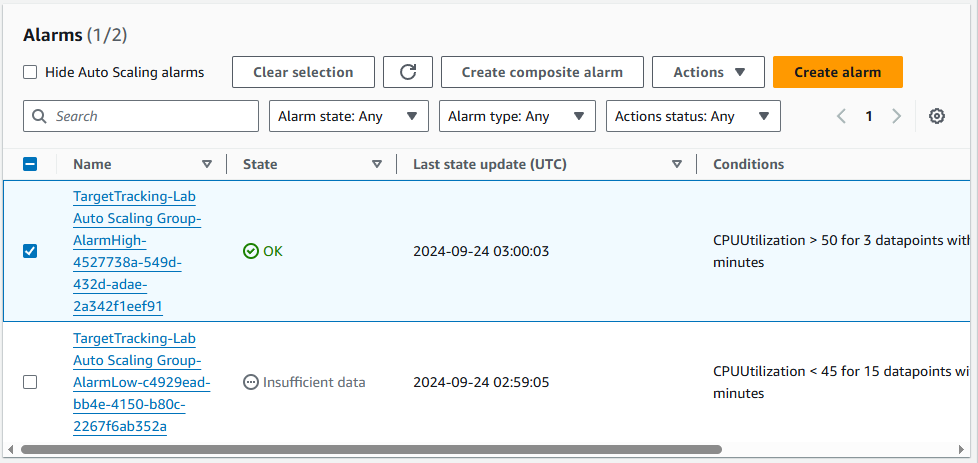 Alarms (1/2)
Hide Auto Scaling alarms
Clear selection
Create composite alarm
Actions
Create alarm
Search
Alarm state: Any
Alarm type: Any
Actions status: Any
1
Name
State
Last state update (UTC)
Conditions
TargetTracking-Lab
Auto Scaling Group-
AlarmHigh-
4527738a-549d-
432d-adae-
2a342f1eef91
OK
2024-09-24 03:00:03
CPUUtilization > 50 for 3 datapoints with
minutes
TargetTracking-Lab
Auto Scaling Group-
AlarmLow-c4929ead-
bb4e-4150-b80c-
2267f6ab352a
Insufficient data
2024-09-24 02:59:05
CPUUtilization < 45 for 15 datapoints wi
minutes